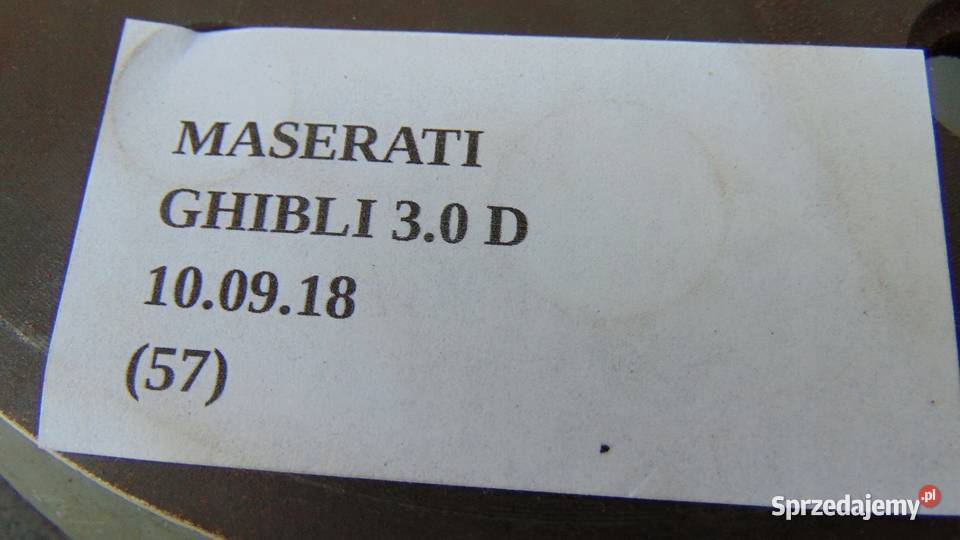 MASERATI
GHIBLI 3.0 D
10.09.18
(57)
Sprzedajemy.pl